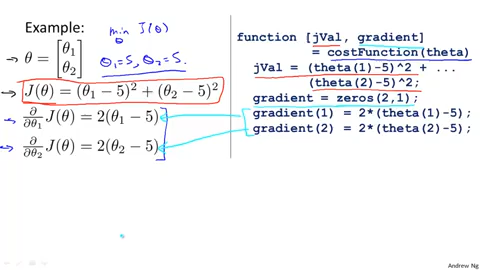 Example:
min J(θ)
θ
θ₁=5, θ₂=5.
θ = [θ₁
θ₂]
J(θ) = (θ₁ − 5)² + (θ₂ − 5)²
∂/∂θ₁ J(θ) = 2(θ₁ − 5)
∂/∂θ₂ J(θ) = 2(θ₂ − 5)
function [jVal, gradient]
= costFunction(theta)
jVal = (theta(1)-5)^2 + ...
(theta(2)-5)^2;
gradient = zeros(2,1);
gradient(1) = 2*(theta(1)-5);
gradient(2) = 2*(theta(2)-5);
Andrew Ng